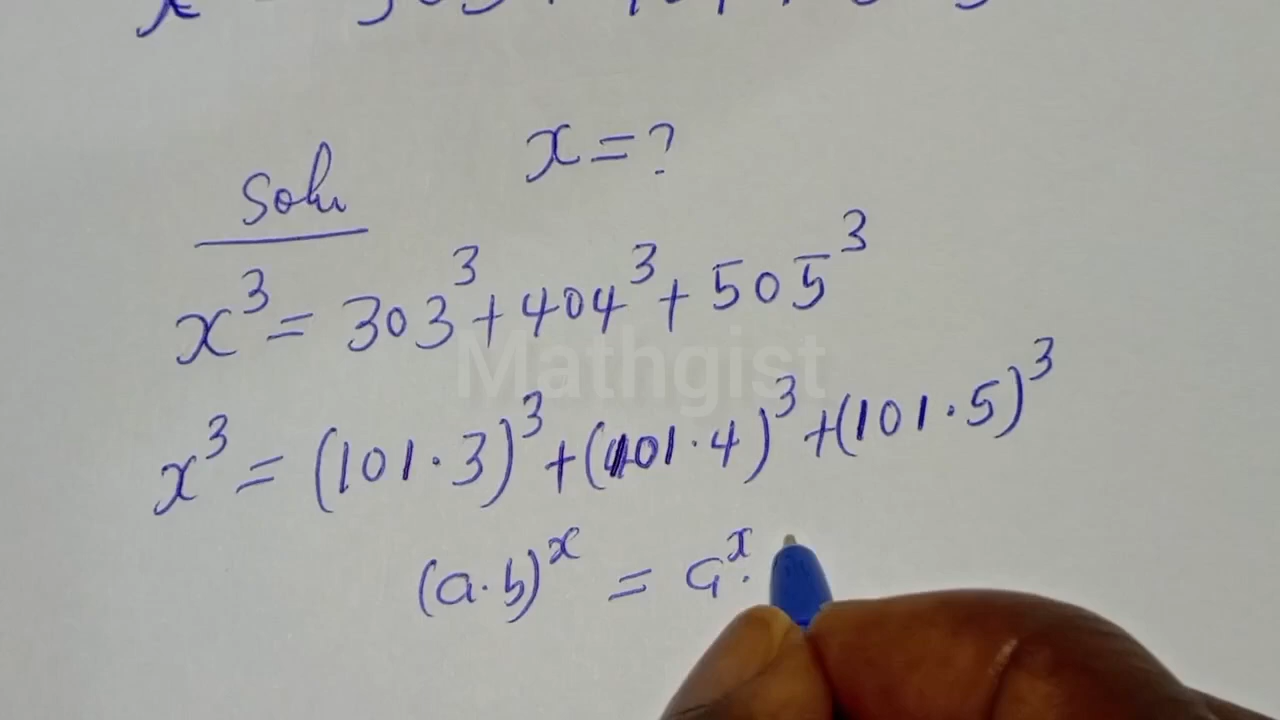 x = ?
Soln
x³ = 303³ + 404³ + 505³
Mathgist
x³ = (101·3)³ + (101·4)³ + (101·5)³
(a·b)ˣ = aˣ·